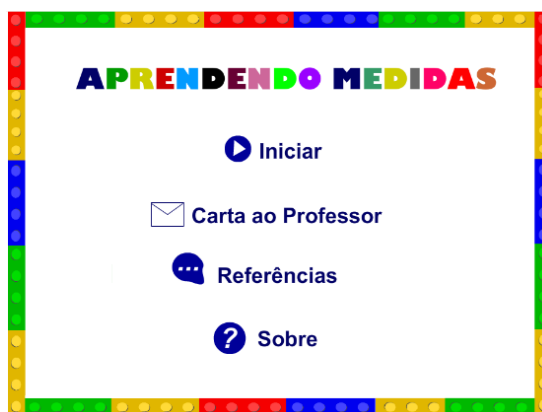 APRENDENDO MEDIDAS
Iniciar
Carta ao Professor
Referências
Sobre